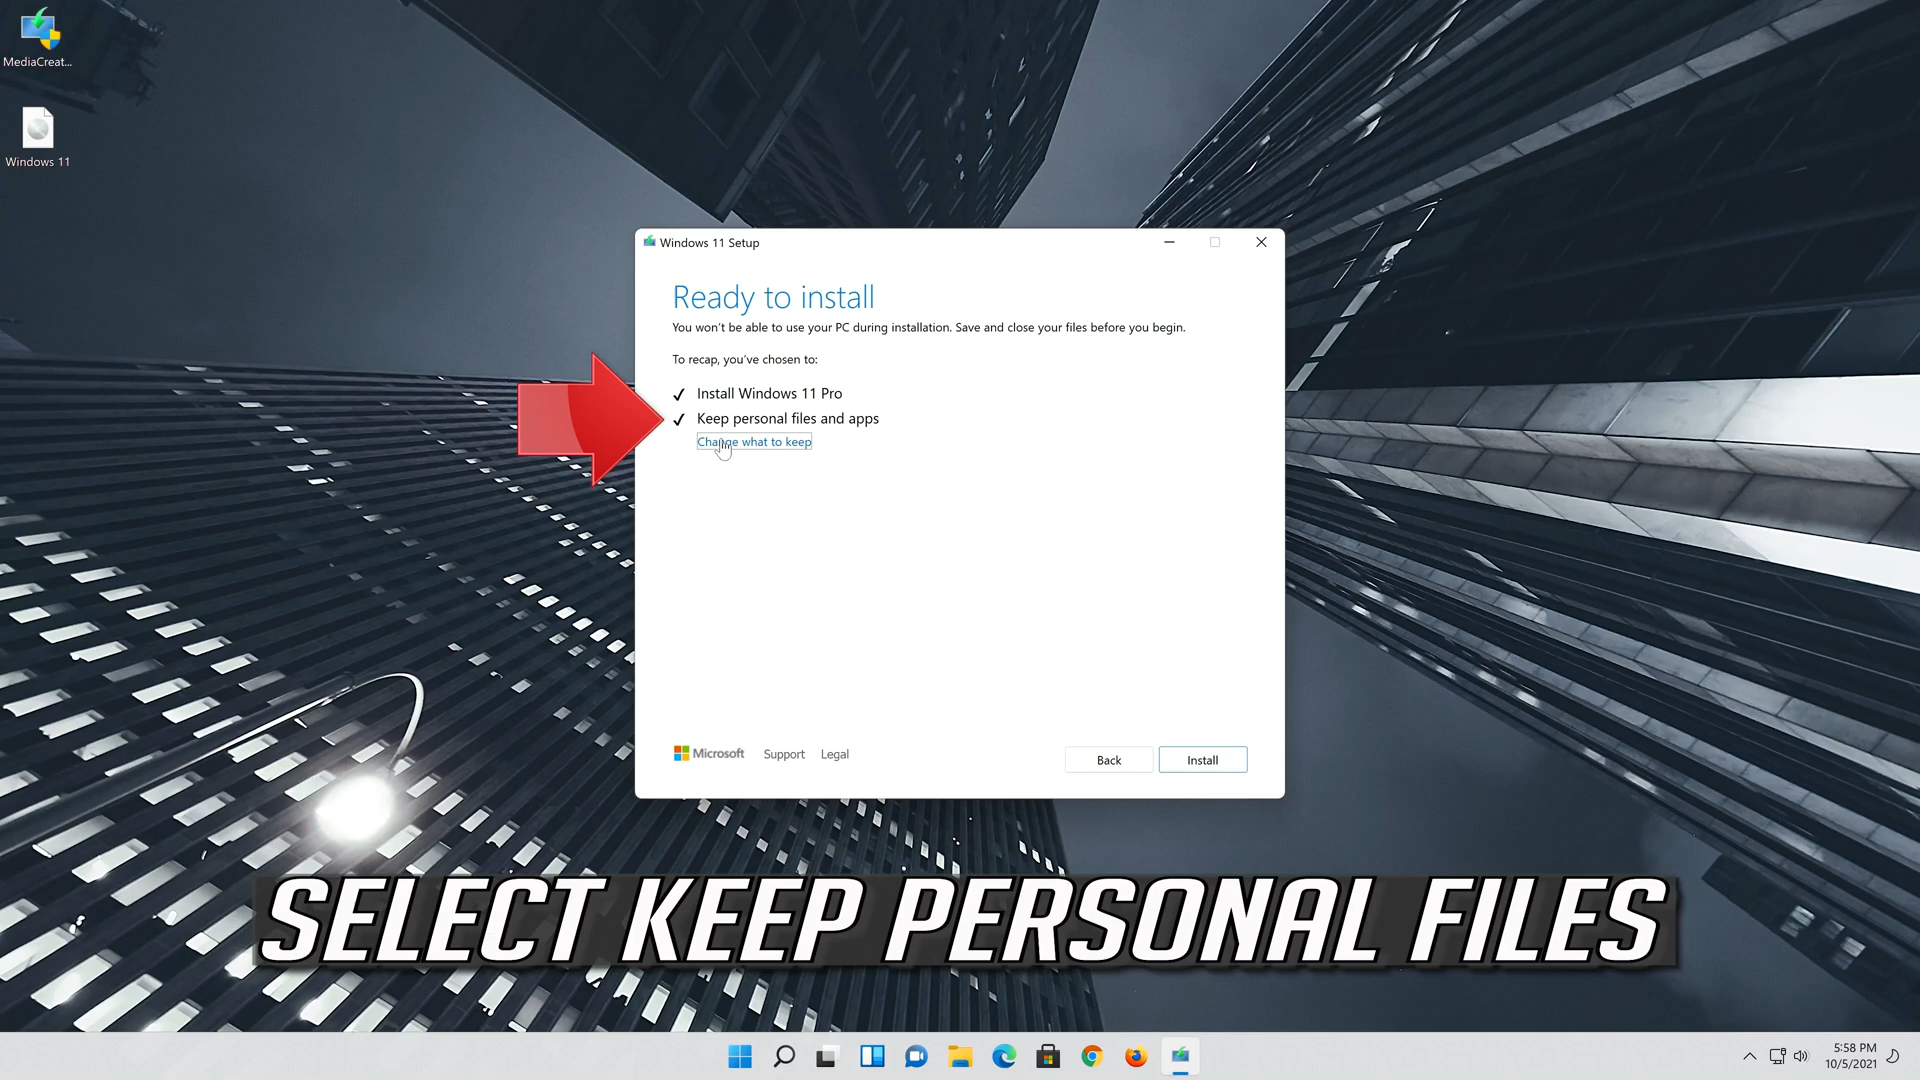 MediaCreat...
Windows 11
Windows 11 Setup
Ready to install
You won't be able to use your PC during installation. Save and close your files before you begin.
To recap, you've chosen to:
Install Windows 11 Pro
Keep personal files and apps
Change what to keep
Microsoft
Support
Legal
Back
Install
SELECT KEEP PERSONAL FILES
5:58 PM
10/5/2021